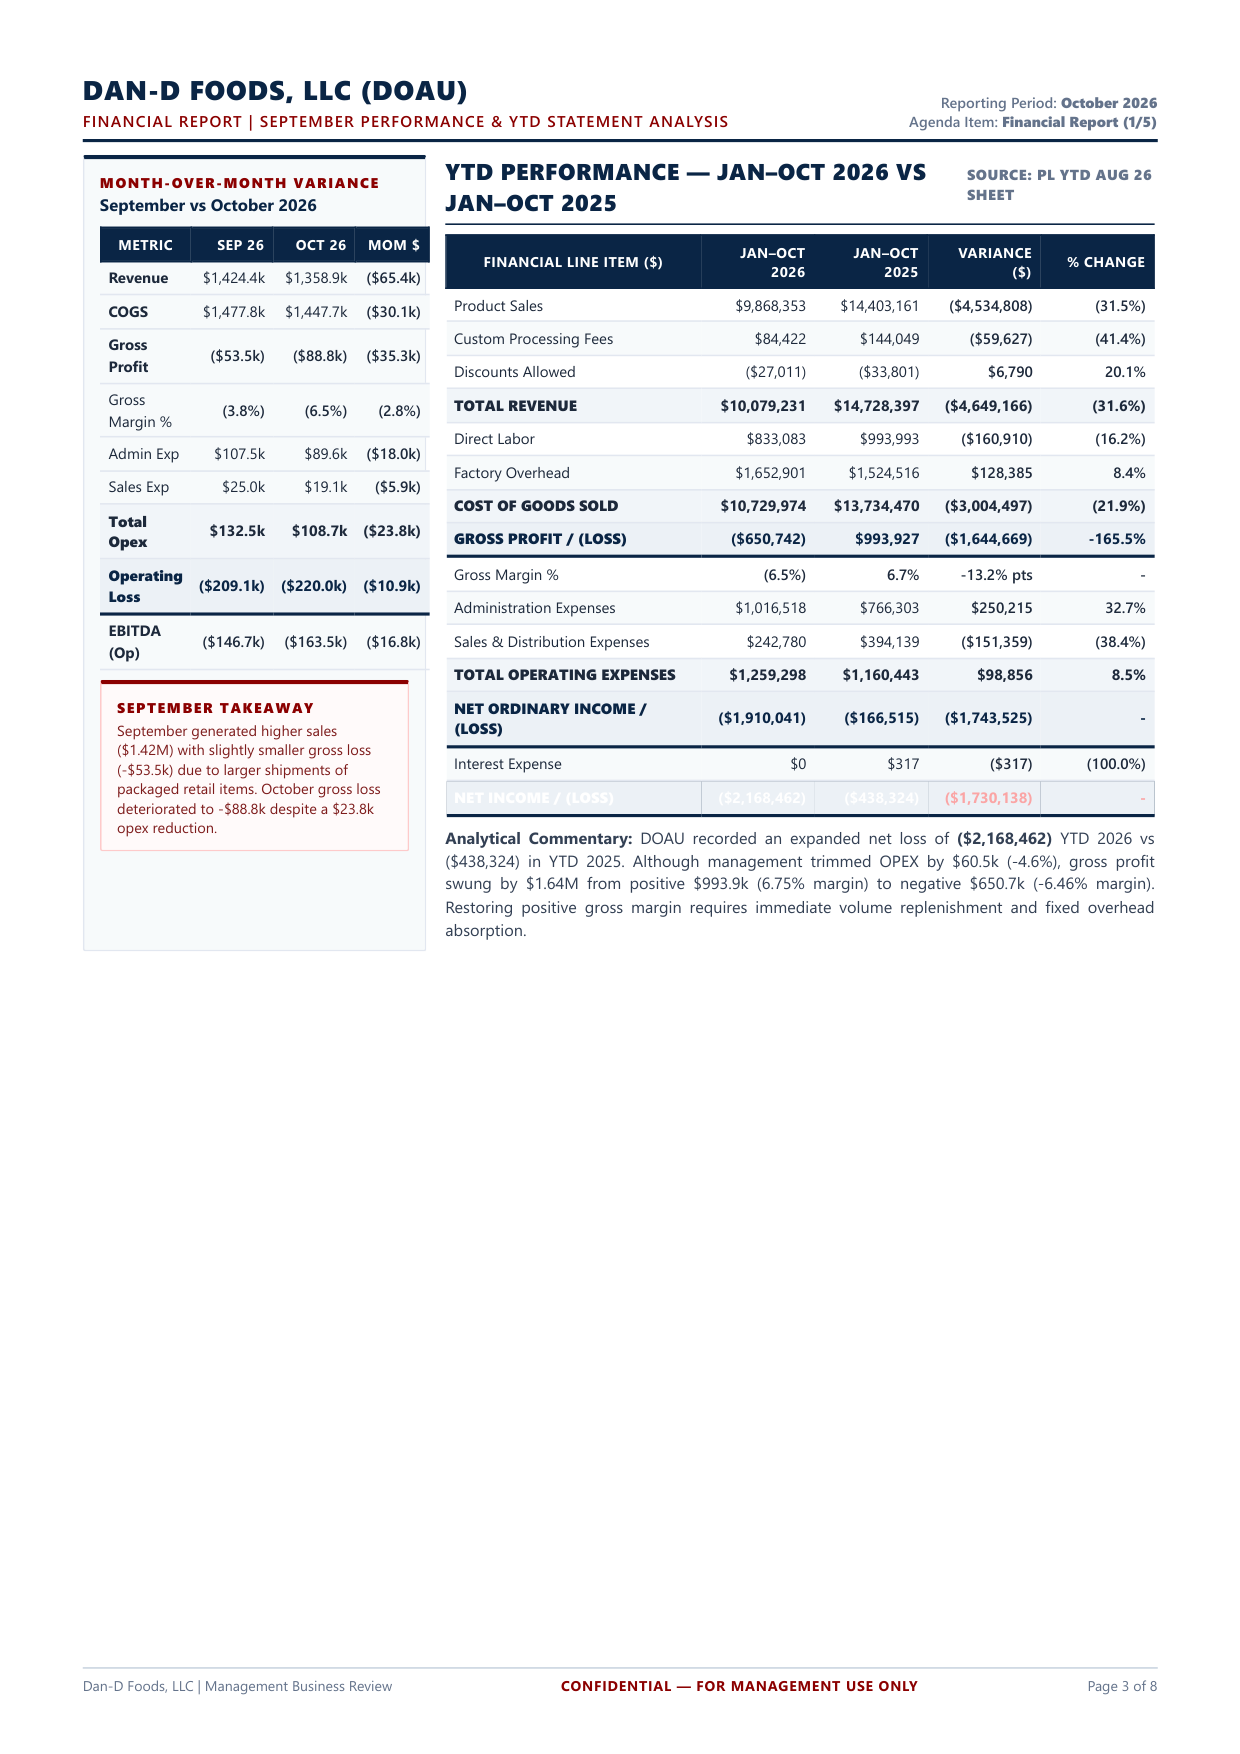 DAN-D FOODS, LLC (DOAU)
FINANCIAL REPORT | SEPTEMBER PERFORMANCE & YTD STATEMENT ANALYSIS
Reporting Period: October 2026
Agenda Item: Financial Report (1/5)
MONTH-OVER-MONTH VARIANCE
September vs October 2026
METRIC SEP 26 OCT 26 MOM $
Revenue $1,424.4k $1,358.9k ($65.4k)
COGS $1,477.8k $1,447.7k ($30.1k)
Gross
Profit ($53.5k) ($88.8k) ($35.3k)
Gross
Margin % (3.8%) (6.5%) (2.8%)
Admin Exp $107.5k $89.6k ($18.0k)
Sales Exp $25.0k $19.1k ($5.9k)
Total
Opex $132.5k $108.7k ($23.8k)
Operating
Loss ($209.1k) ($220.0k) ($10.9k)
EBITDA
(Op) ($146.7k) ($163.5k) ($16.8k)
SEPTEMBER TAKEAWAY
September generated higher sales
($1.42M) with slightly smaller gross loss
(-$53.5k) due to larger shipments of
packaged retail items. October gross loss
deteriorated to -$88.8k despite a $23.8k
opex reduction.
YTD PERFORMANCE — JAN–OCT 2026 VS
JAN–OCT 2025
SOURCE: PL YTD AUG 26
SHEET
FINANCIAL LINE ITEM ($) JAN–OCT 2026 JAN–OCT 2025 VARIANCE ($) % CHANGE
Product Sales $9,868,353 $14,403,161 ($4,534,808) (31.5%)
Custom Processing Fees $84,422 $144,049 ($59,627) (41.4%)
Discounts Allowed ($27,011) ($33,801) $6,790 20.1%
TOTAL REVENUE $10,079,231 $14,728,397 ($4,649,166) (31.6%)
Direct Labor $833,083 $993,993 ($160,910) (16.2%)
Factory Overhead $1,652,901 $1,524,516 $128,385 8.4%
COST OF GOODS SOLD $10,729,974 $13,734,470 ($3,004,497) (21.9%)
GROSS PROFIT / (LOSS) ($650,742) $993,927 ($1,644,669) -165.5%
Gross Margin % (6.5%) 6.7% -13.2% pts -
Administration Expenses $1,016,518 $766,303 $250,215 32.7%
Sales & Distribution Expenses $242,780 $394,139 ($151,359) (38.4%)
TOTAL OPERATING EXPENSES $1,259,298 $1,160,443 $98,856 8.5%
NET ORDINARY INCOME /
(LOSS) ($1,910,041) ($166,515) ($1,743,525) -
Interest Expense $0 $317 ($317) (100.0%)
NET INCOME / (LOSS) ($2,168,462) ($438,324) ($1,730,138) -
Analytical Commentary: DOAU recorded an expanded net loss of ($2,168,462) YTD 2026 vs
($438,324) in YTD 2025. Although management trimmed OPEX by $60.5k (-4.6%), gross profit
swung by $1.64M from positive $993.9k (6.75% margin) to negative $650.7k (-6.46% margin).
Restoring positive gross margin requires immediate volume replenishment and fixed overhead
absorption.
Dan-D Foods, LLC | Management Business Review
CONFIDENTIAL — FOR MANAGEMENT USE ONLY
Page 3 of 8